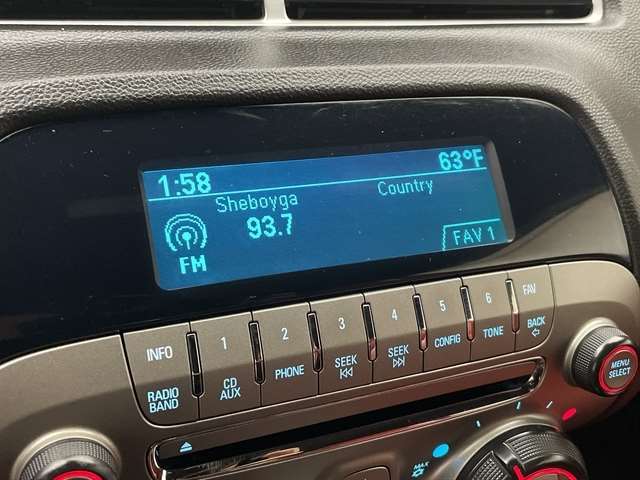 1:58 63°F
Sheboyga Country
93.7
FM FAV 1
INFO 1 2 3 4 5 6 FAV
RADIO BAND CD AUX PHONE SEEK SEEK CONFIG TONE BACK
MENU SELECT
MAX